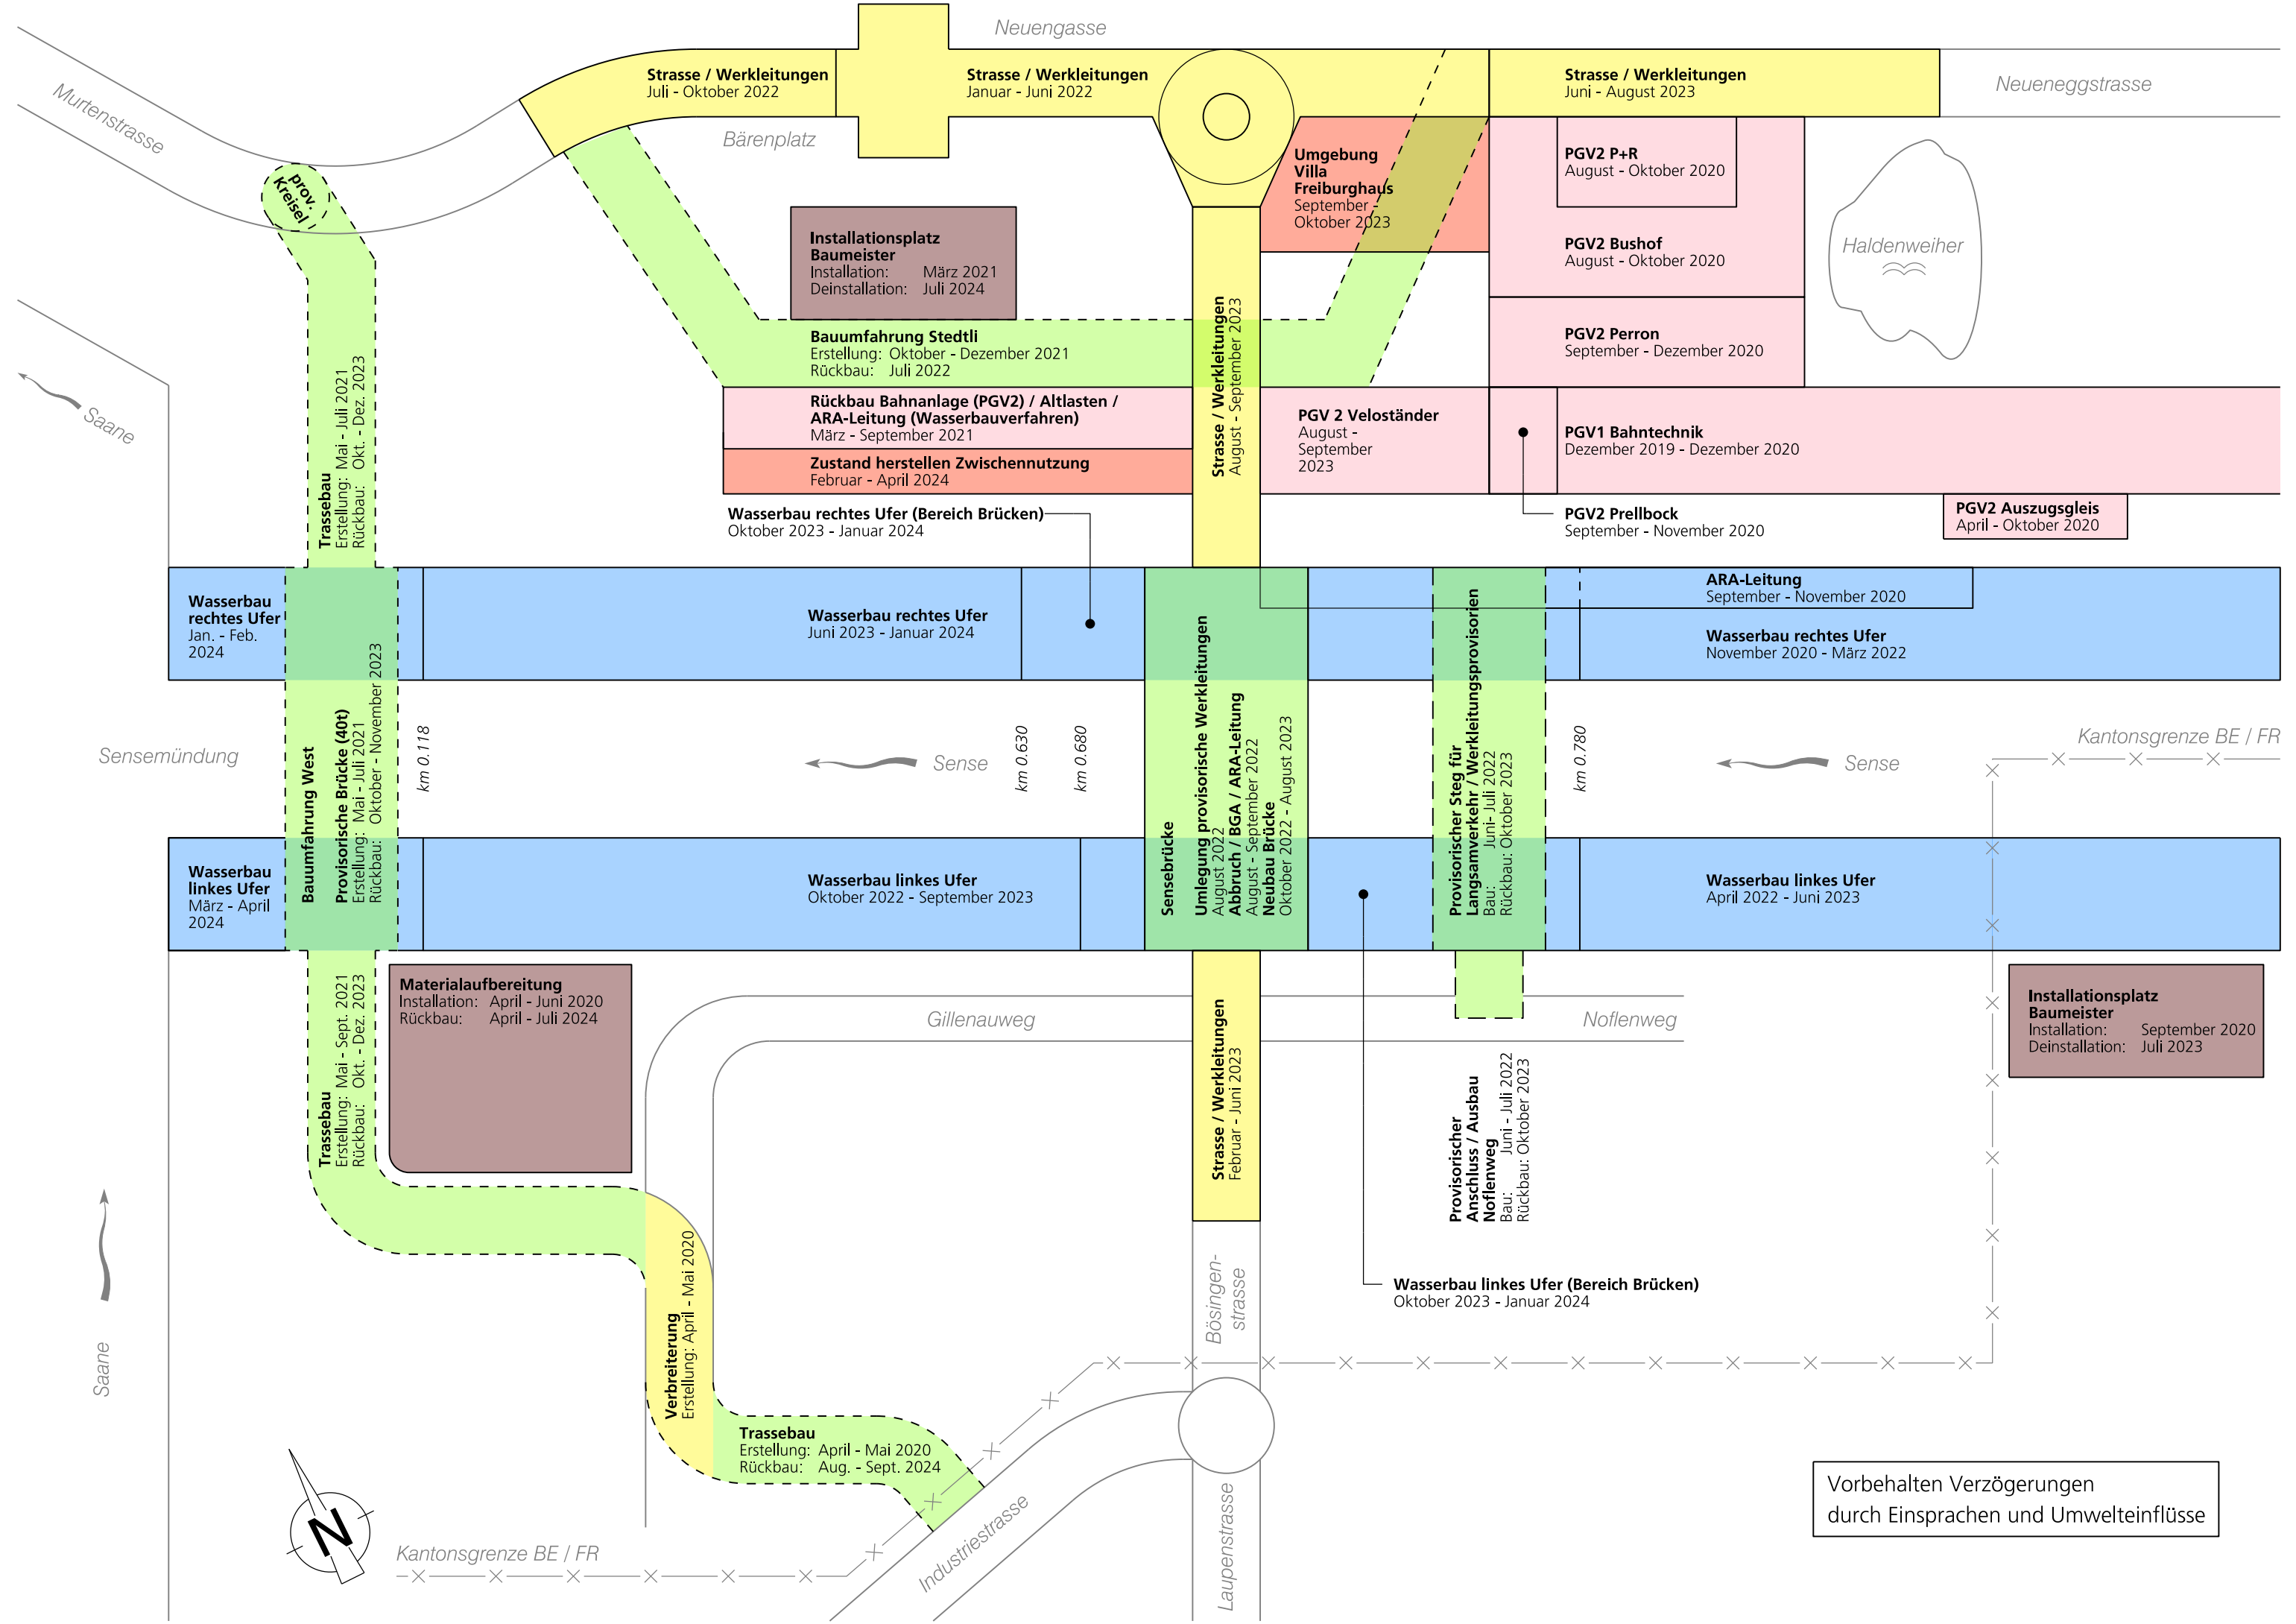 Neuengasse
Murtenstrasse
Strasse / Werkleitungen
Juli - Oktober 2022
Strasse / Werkleitungen
Januar - Juni 2022
Strasse / Werkleitungen
Juni - August 2023
Neueneggstrasse
Bärenplatz
prov.
Kreisel
Umgebung
Villa
Freiburghaus
September -
Oktober 2023
PGV2 P+R
August - Oktober 2020
PGV2 Bushof
August - Oktober 2020
Haldenweiher
Installationsplatz
Baumeister
Installation: März 2021
Deinstallation: Juli 2024
Bauumfahrung Stedtli
Erstellung: Oktober - Dezember 2021
Rückbau: Juli 2022
PGV2 Perron
September - Dezember 2020
Saane
Trassebau
Erstellung: Mai - Juli 2021
Rückbau: Okt. - Dez. 2023
Rückbau Bahnanlage (PGV2) / Altlasten /
ARA-Leitung (Wasserbauverfahren)
März - September 2021
Zustand herstellen Zwischennutzung
Februar - April 2024
Strasse / Werkleitungen
August - September 2023
PGV 2 Veloständer
August -
September
2023
PGV1 Bahntechnik
Dezember 2019 - Dezember 2020
Wasserbau rechtes Ufer (Bereich Brücken)
Oktober 2023 - Januar 2024
PGV2 Prellbock
September - November 2020
PGV2 Auszugsgleis
April - Oktober 2020
Wasserbau
rechtes Ufer
Jan. - Feb.
2024
Wasserbau rechtes Ufer
Juni 2023 - Januar 2024
ARA-Leitung
September - November 2020
Wasserbau rechtes Ufer
November 2020 - März 2022
Sensemündung
Bauumfahrung West
Provisorische Brücke (40t)
Erstellung: Mai - Juli 2021
Rückbau: Oktober - November 2023
km 0.118
Sense
km 0.630
km 0.680
Sensebrücke
Umlegung provisorische Werkleitungen
August 2022
Abbruch / BGA / ARA-Leitung
August - September 2022
Neubau Brücke
Oktober 2022 - August 2023
Provisorischer Steg für
Langsamverkehr / Werkleitungsprovisorien
Bau: Juni- Juli 2022
Rückbau: Oktober 2023
km 0.780
Sense
Kantonsgrenze BE / FR
Wasserbau
linkes Ufer
März - April
2024
Wasserbau linkes Ufer
Oktober 2022 - September 2023
Wasserbau linkes Ufer
April 2022 - Juni 2023
Trassebau
Erstellung: Mai - Sept. 2021
Rückbau: Okt. - Dez. 2023
Materialaufbereitung
Installation: April - Juni 2020
Rückbau: April - Juli 2024
Gillenauweg
Noflenweg
Strasse / Werkleitungen
Februar - Juni 2023
Provisorischer
Anschluss / Ausbau
Noflenweg
Bau: Juni - Juli 2022
Rückbau: Oktober 2023
Installationsplatz
Baumeister
Installation: September 2020
Deinstallation: Juli 2023
Saane
Verbreiterung
Erstellung: April - Mai 2020
Bösingen-
strasse
Wasserbau linkes Ufer (Bereich Brücken)
Oktober 2023 - Januar 2024
Trassebau
Erstellung: April - Mai 2020
Rückbau: Aug. - Sept. 2024
N
Kantonsgrenze BE / FR
Industriestrasse
Laupenstrasse
Vorbehalten Verzögerungen
durch Einsprachen und Umwelteinflüsse